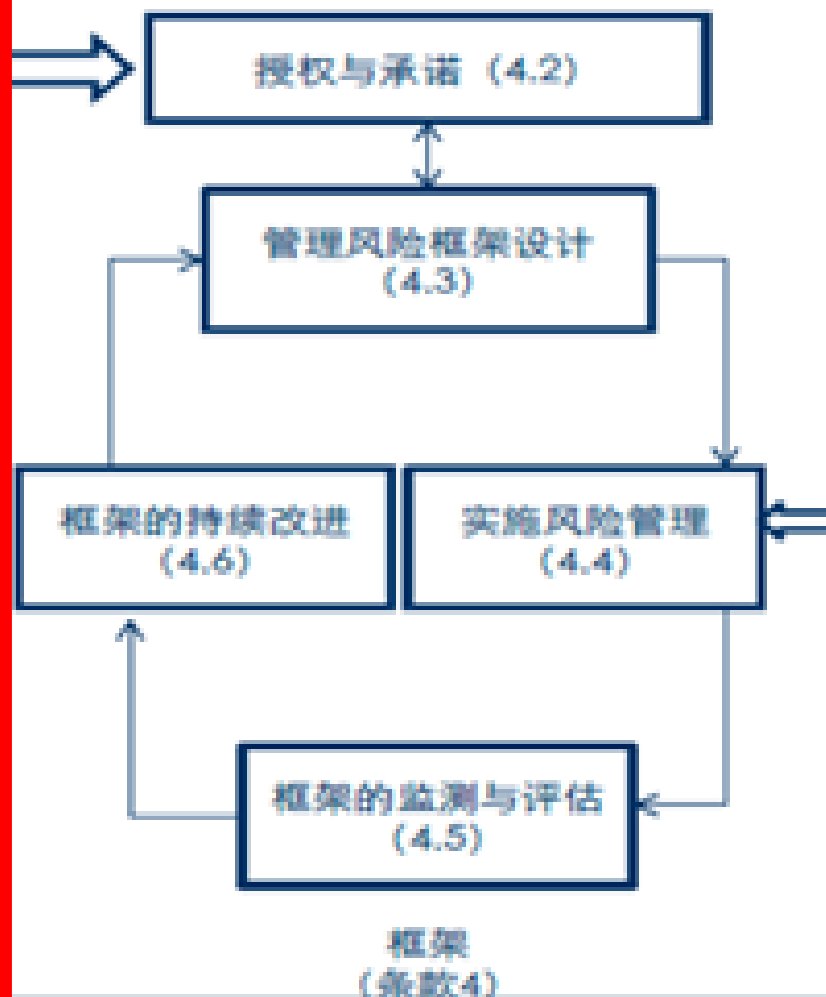 授权与承诺（4.2）
管理风险框架设计
(4.3)
框架的持续改进
(4.6)
实施风险管理
(4.4)
框架的监测与评估
(4.5)
框架
(条款4)